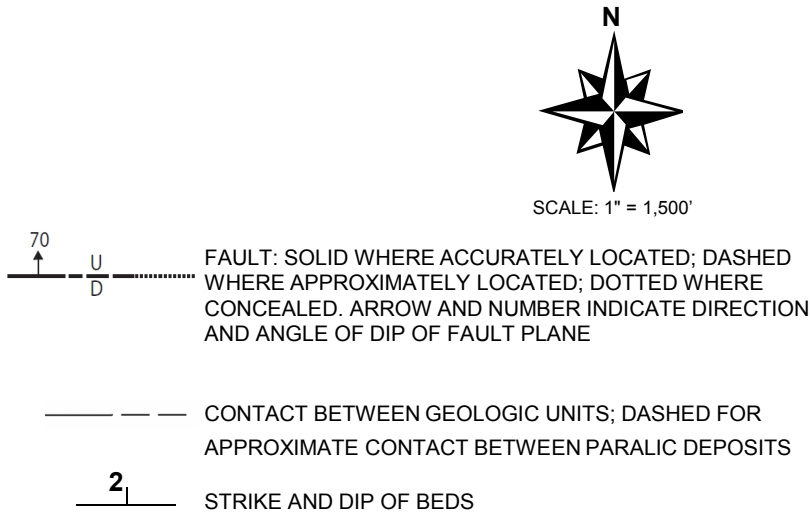 N
SCALE: 1" = 1,500'
70
U
D
FAULT: SOLID WHERE ACCURATELY LOCATED; DASHED
WHERE APPROXIMATELY LOCATED; DOTTED WHERE
CONCEALED. ARROW AND NUMBER INDICATE DIRECTION
AND ANGLE OF DIP OF FAULT PLANE
CONTACT BETWEEN GEOLOGIC UNITS; DASHED FOR
APPROXIMATE CONTACT BETWEEN PARALIC DEPOSITS
2
STRIKE AND DIP OF BEDS